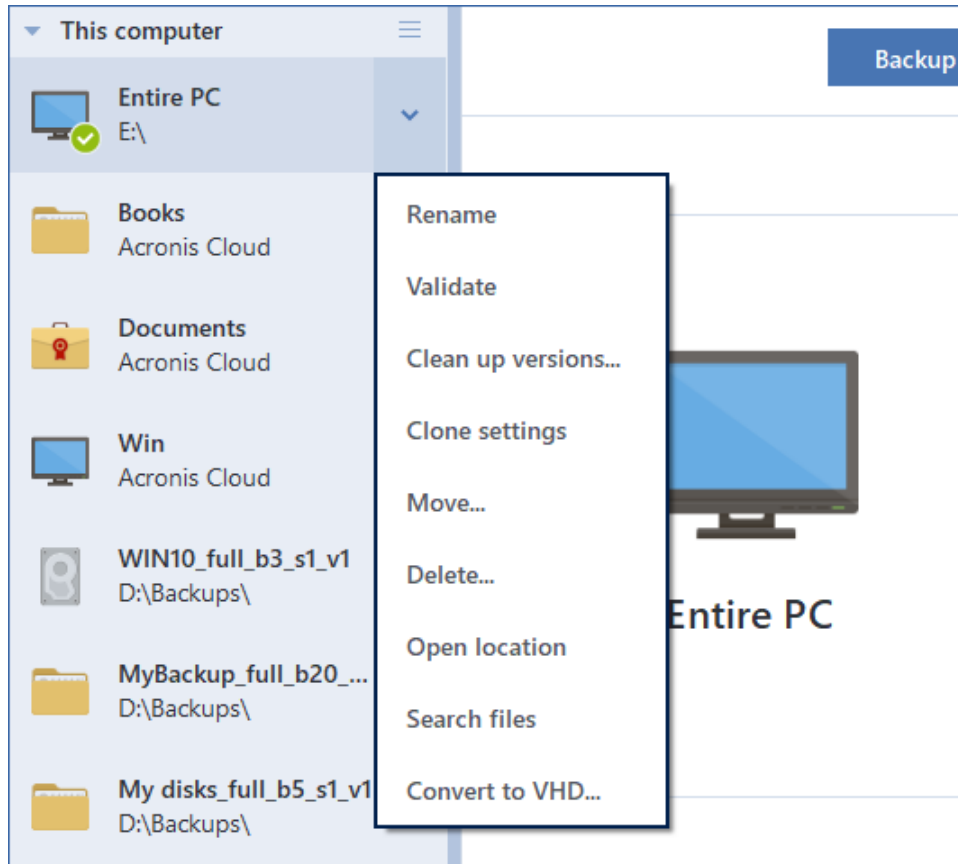 This computer
Backup
Entire PC
E:\
Books
Acronis Cloud
Documents
Acronis Cloud
Win
Acronis Cloud
WIN10_full_b3_s1_v1
D:\Backups\
MyBackup_full_b20_...
D:\Backups\
My disks_full_b5_s1_v1
D:\Backups\
Rename
Validate
Clean up versions...
Clone settings
Move...
Delete...
Open location
Search files
Convert to VHD...
Entire PC